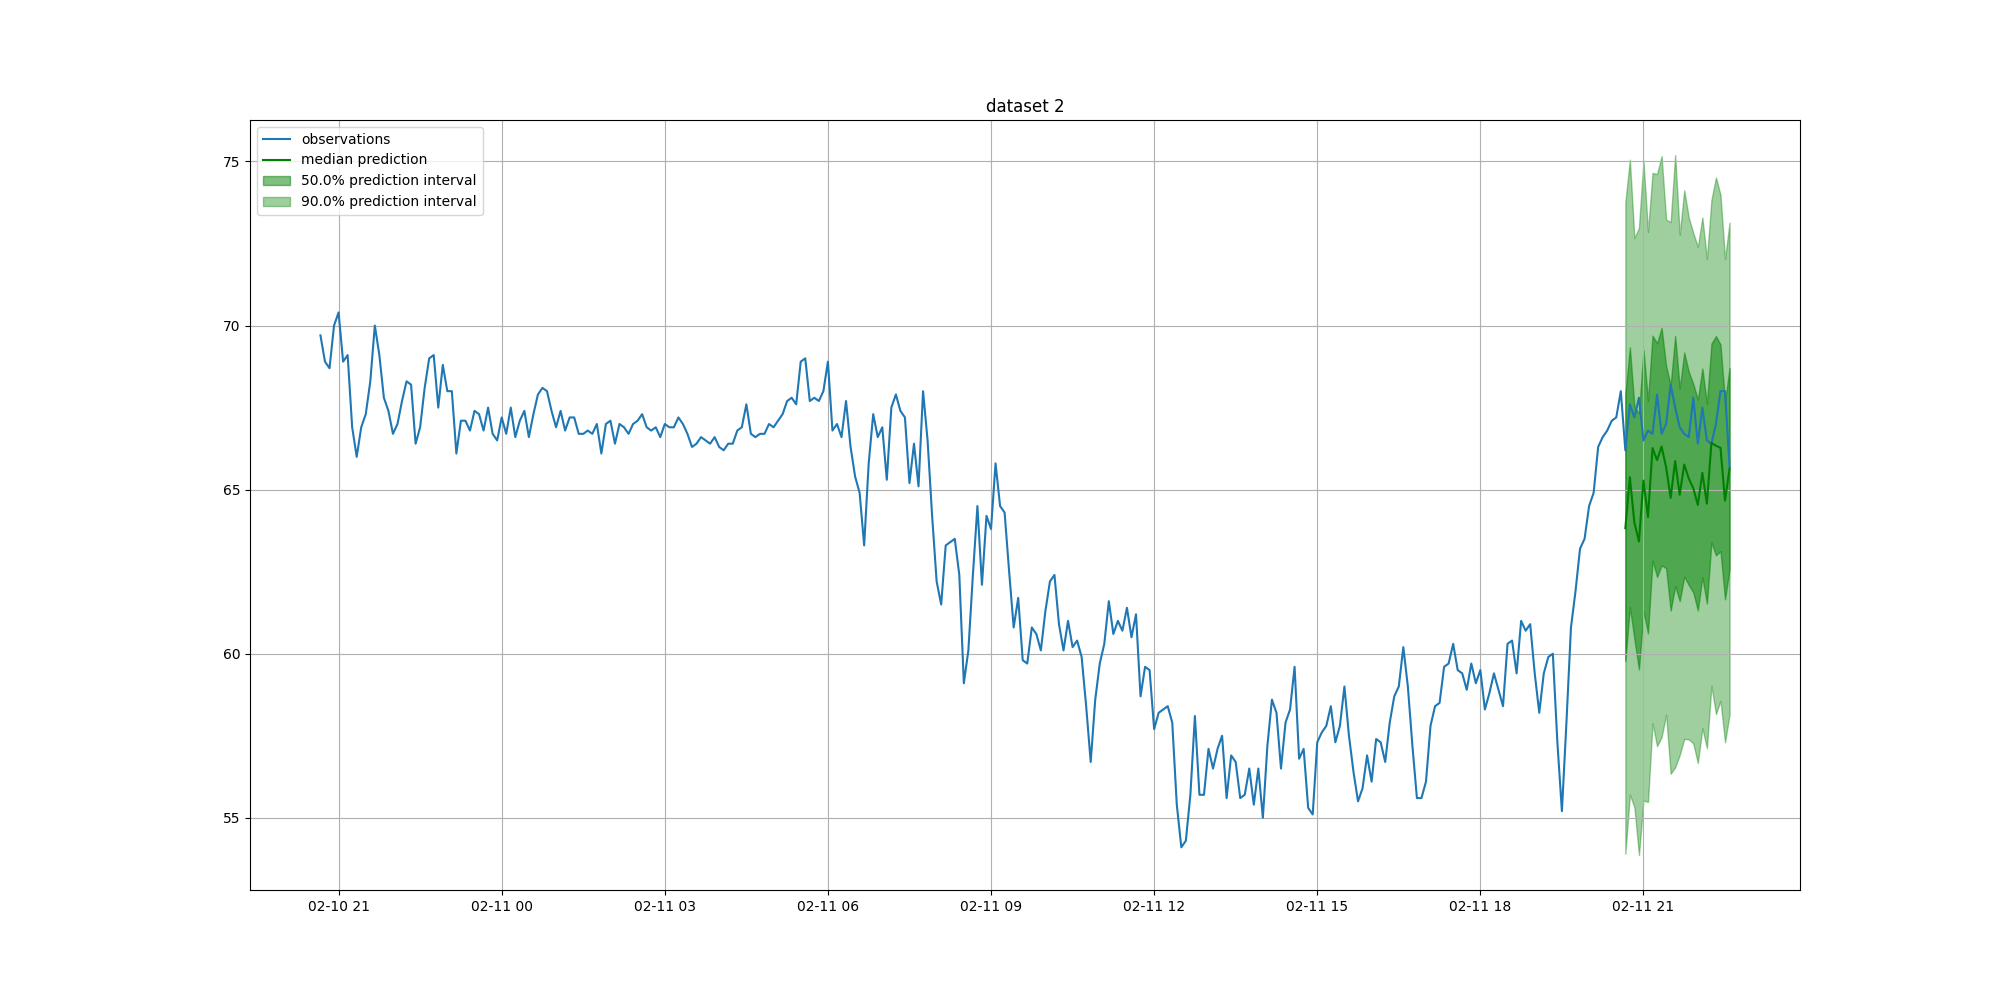 dataset 2
observations
median prediction
50.0% prediction interval
90.0% prediction interval
75
70
65
60
55
02-10 21
02-11 00
02-11 03
02-11 06
02-11 09
02-11 12
02-11 15
02-11 18
02-11 21